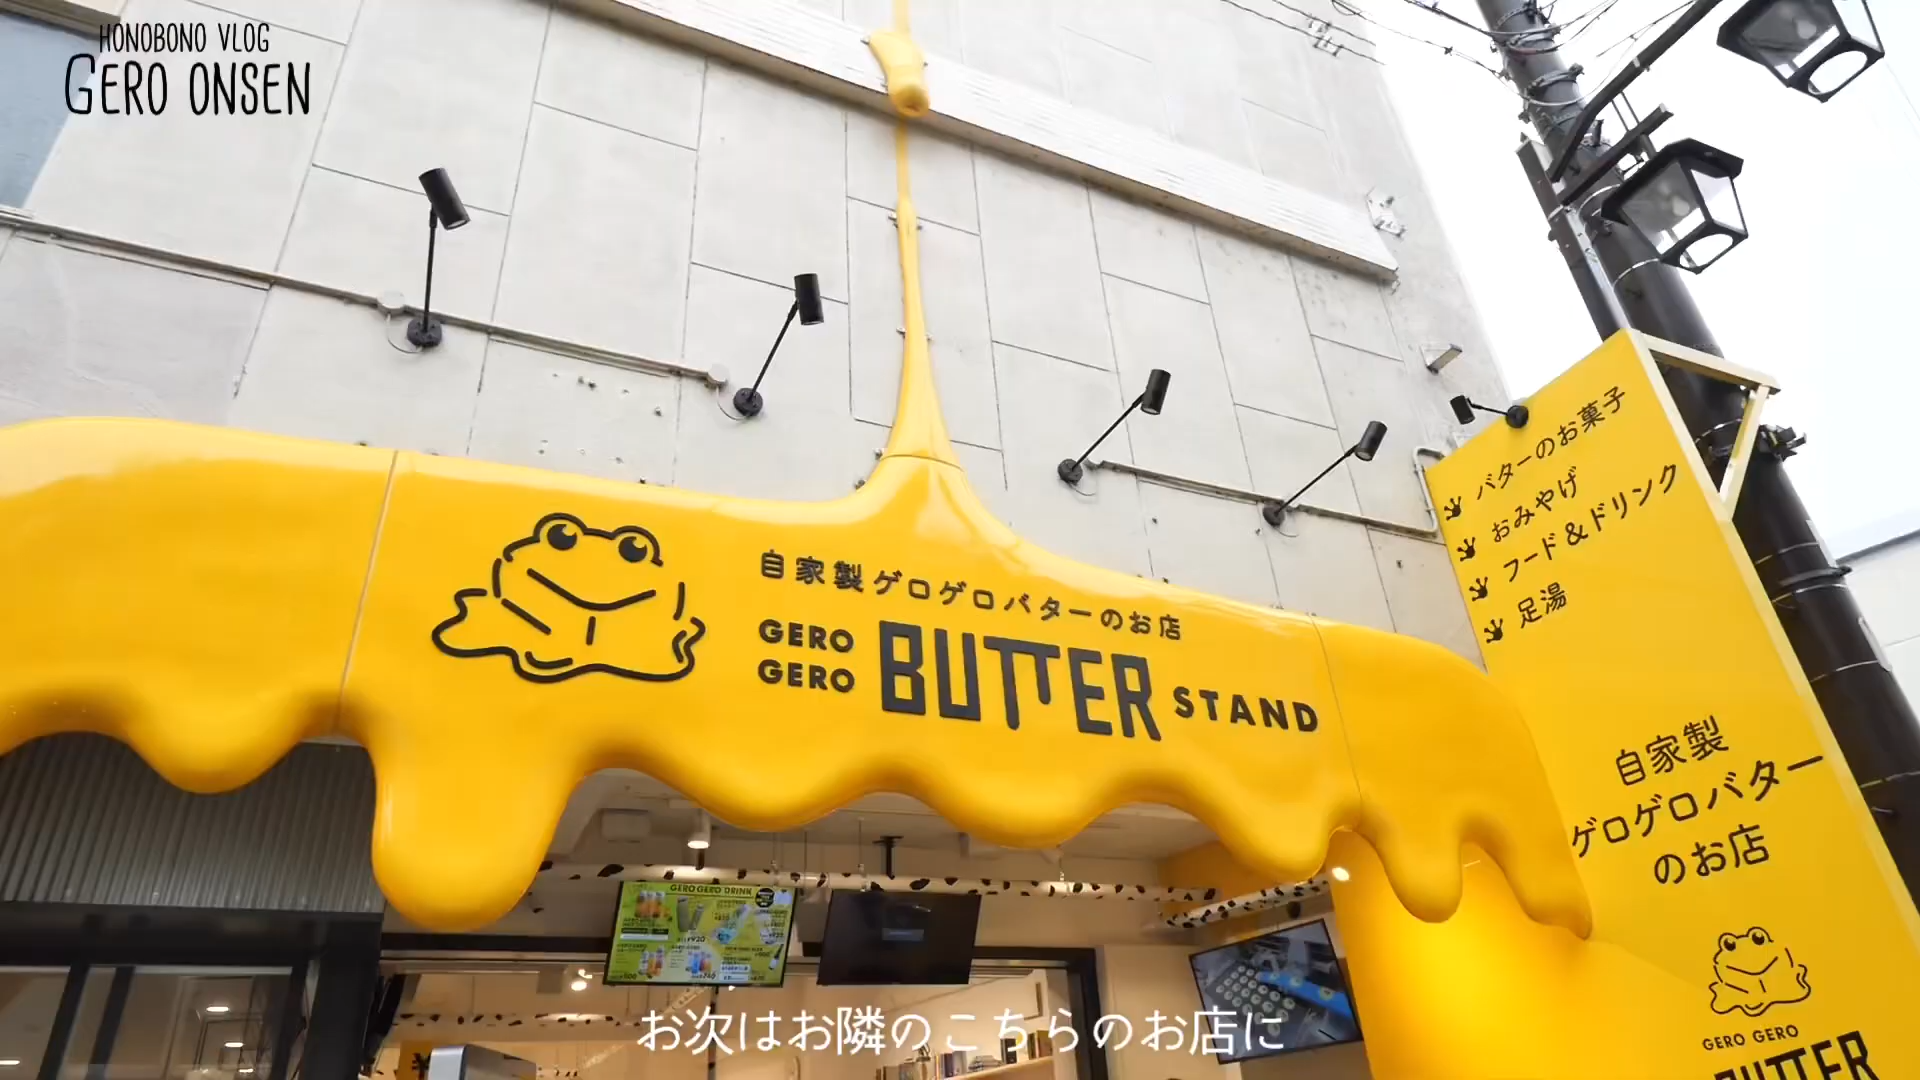 HONOBONO VLOG
GERO ONSEN
自家製ゲロゲロバターのお店
GERO
GERO
BUTTER STAND
バターのお菓子
おみやげ
フード&ドリンク
足湯
自家製
ゲロゲロバター
のお店
GERO GERO
BUTTER
GERO GERO DRINK
お次はお隣のこちらのお店に